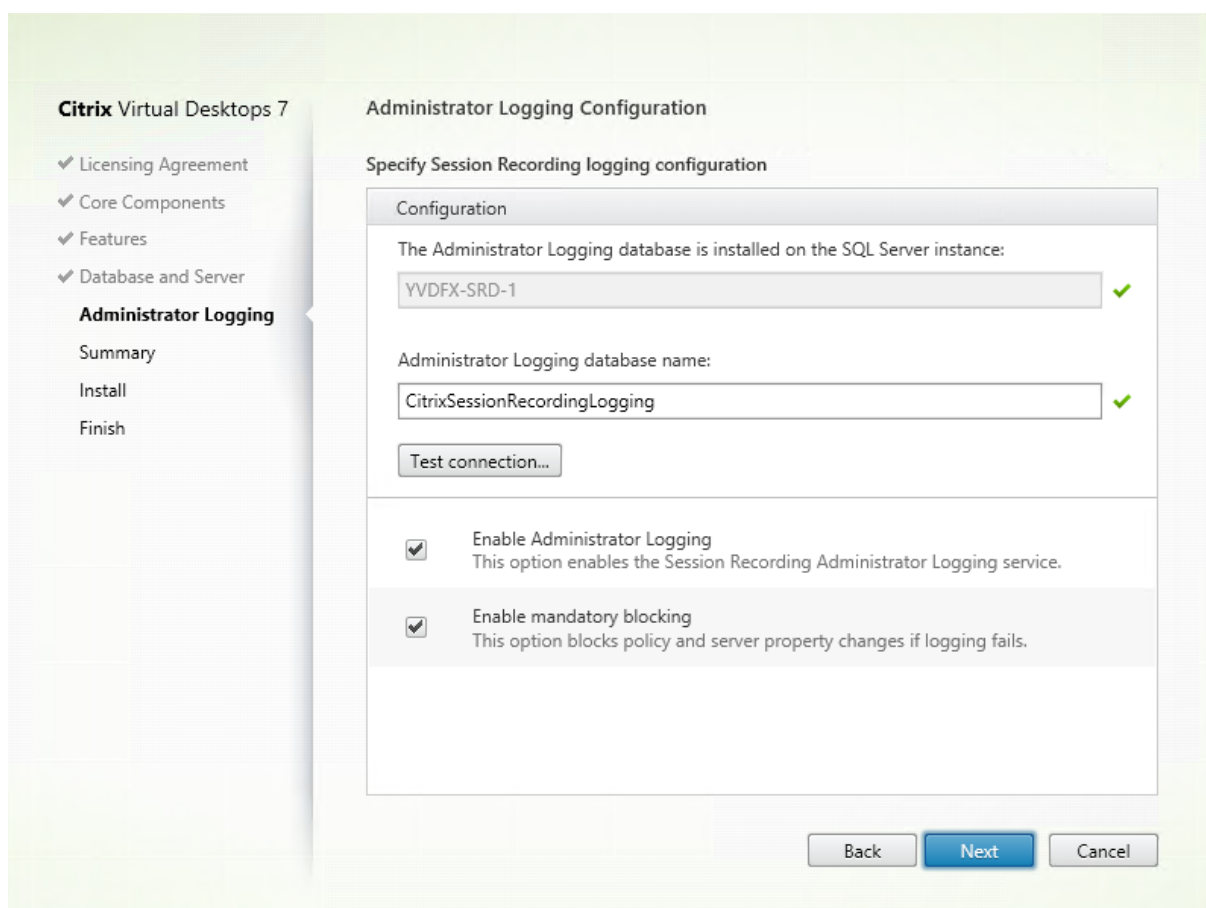 Citrix Virtual Desktops 7
Licensing Agreement
Core Components
Features
Database and Server
Administrator Logging
Summary
Install
Finish
Administrator Logging Configuration
Specify Session Recording logging configuration
Configuration
The Administrator Logging database is installed on the SQL Server instance:
YVDFX-SRD-1
Administrator Logging database name:
CitrixSessionRecordingLogging
Test connection...
Enable Administrator Logging
This option enables the Session Recording Administrator Logging service.
Enable mandatory blocking
This option blocks policy and server property changes if logging fails.
Back Next Cancel